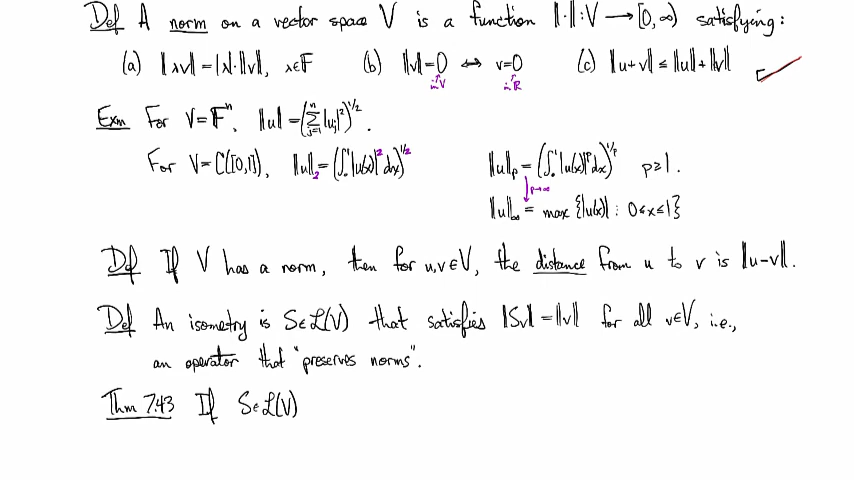 Def A norm on a vector space V is a function ‖·‖: V → [0, ∞) satisfying:
(a) ‖λv‖ = |λ|·‖v‖, λ∈F (b) ‖v‖ = 0 ⇔ v=0 (c) ‖u+v‖ ≤ ‖u‖ + ‖v‖
in V in R
Exm For V=Fⁿ, ‖u‖ = (∑_{j=1}^{n} |u_j|²)^{1/2}.
For V = C([0,1]), ‖u‖₂ = (∫₀¹ |u(x)|² dx)^{1/2} ‖u‖_p = (∫₀¹ |u(x)|^p dx)^{1/p} p≥1.
↓ p→∞
‖u‖_∞ = max {|u(x)| : 0≤x≤1}
Def If V has a norm, then for u,v∈V, the distance from u to v is ‖u-v‖.
Def An isometry is S∈ℒ(V) that satisfies ‖Sv‖ = ‖v‖ for all v∈V, i.e.,
an operator that "preserves norms".
Thm 7.43 If S∈ℒ(V)